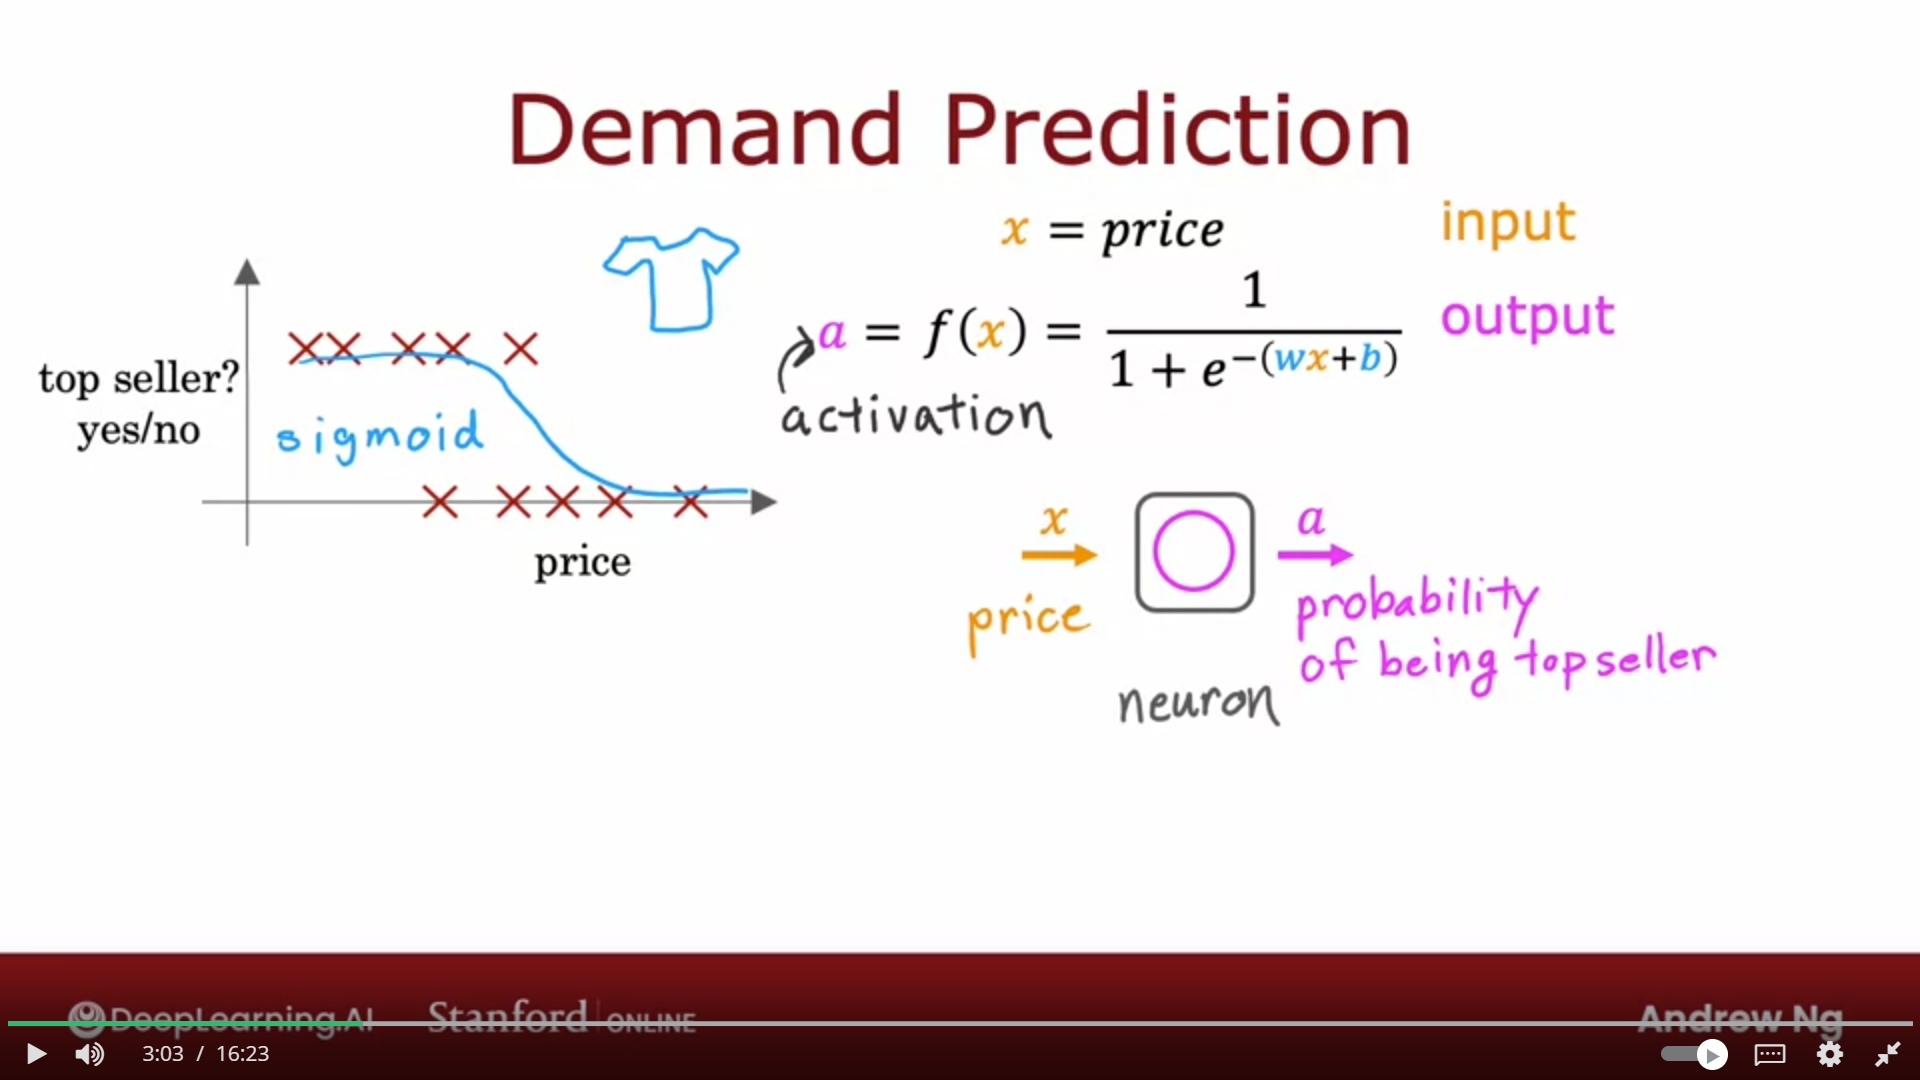 Demand Prediction
x = price
input
a = f(x) = 1 / (1 + e^-(wx+b))
output
activation
top seller?
yes/no
sigmoid
price
x
a
price
probability
of being top seller
neuron
DeepLearning.AI
Stanford | ONLINE
Andrew Ng
3:03 / 16:23